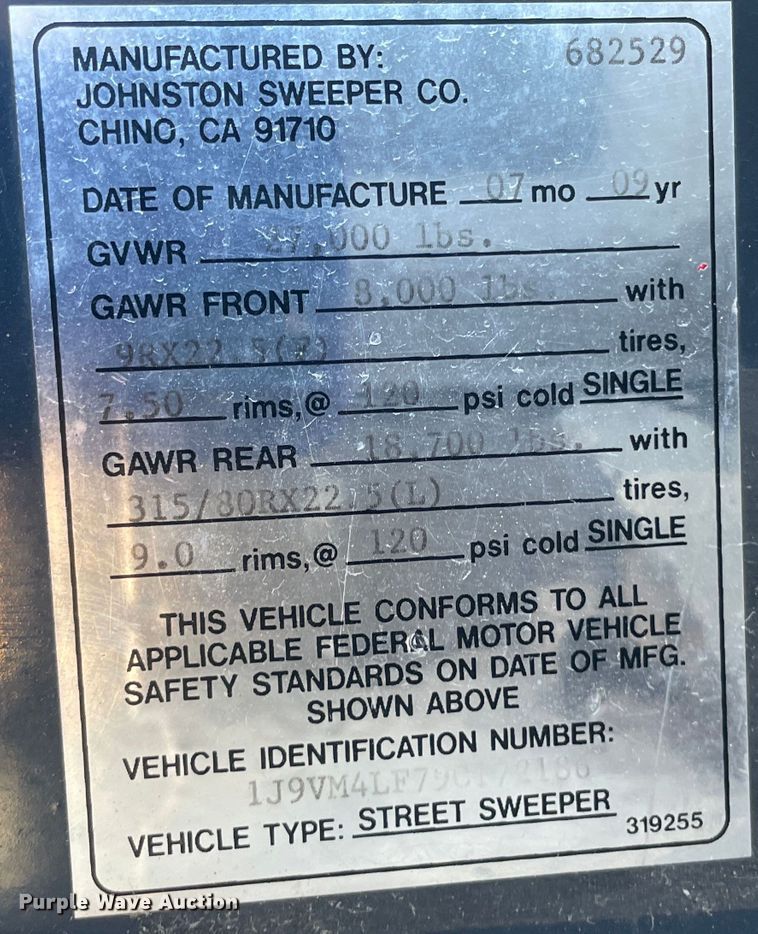 MANUFACTURED BY: 682529
JOHNSTON SWEEPER CO.
CHINO, CA 91710
DATE OF MANUFACTURE 07 mo 09 yr
GVWR 27,000 lbs.
GAWR FRONT 8,000 lbs with
tires,
7.50 rims,@ 120 psi cold SINGLE
GAWR REAR 18,700 lbs. with
315/80RX22.5(L) tires,
9.0 rims,@ 120 psi cold SINGLE
THIS VEHICLE CONFORMS TO ALL
APPLICABLE FEDERAL MOTOR VEHICLE
SAFETY STANDARDS ON DATE OF MFG.
SHOWN ABOVE
VEHICLE IDENTIFICATION NUMBER:
VEHICLE TYPE: STREET SWEEPER
319255
Purple Wave Auction